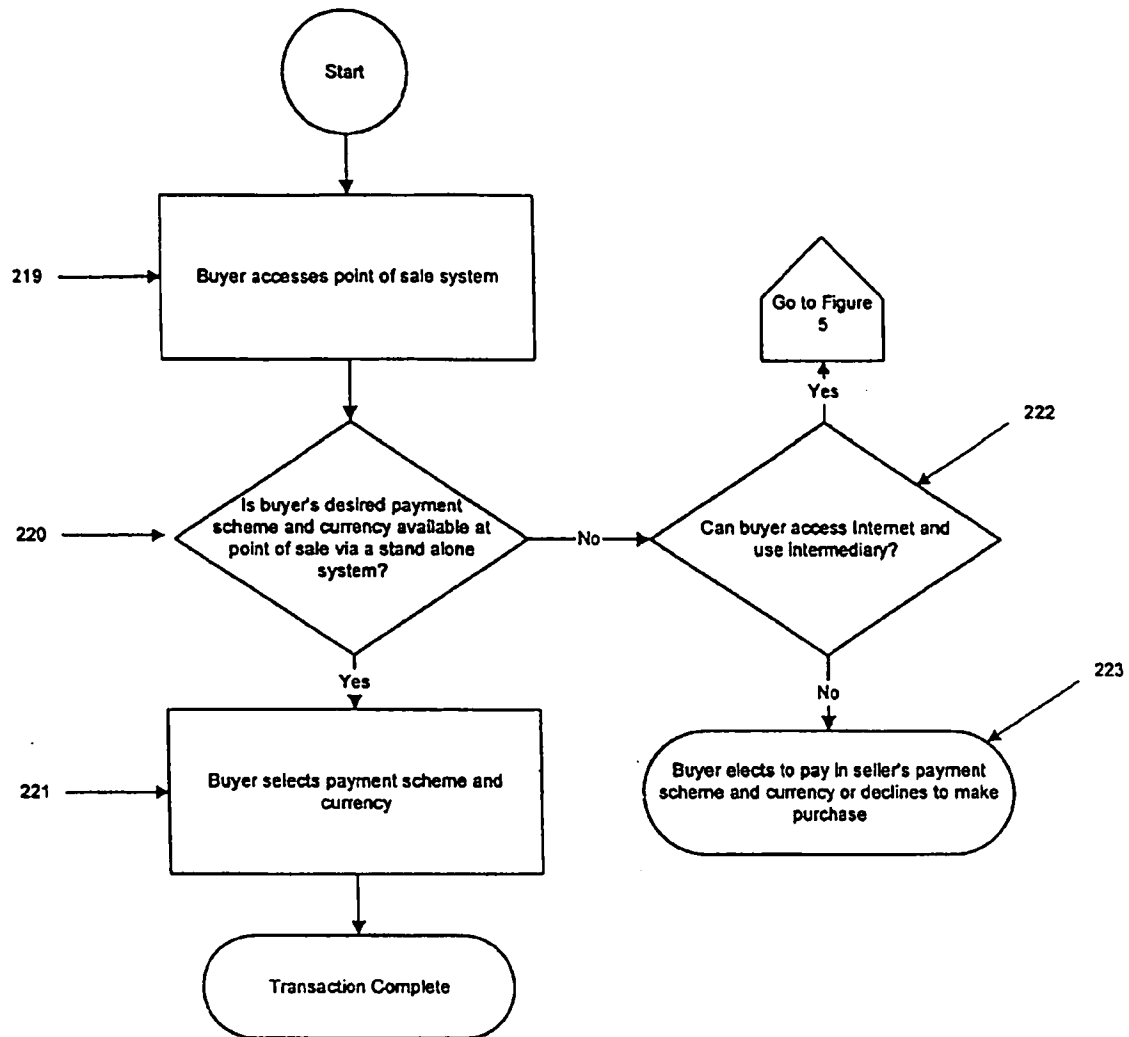 Start
219
Buyer accesses point of sale system
Go to Figure
5
Yes
222
220
Is buyer's desired payment
scheme and currency available at
point of sale via a stand alone
system?
No
Can buyer access Internet and
use intermediary?
Yes
No
223
221
Buyer selects payment scheme and
currency
Buyer elects to pay in seller's payment
scheme and currency or declines to make
purchase
Transaction Complete